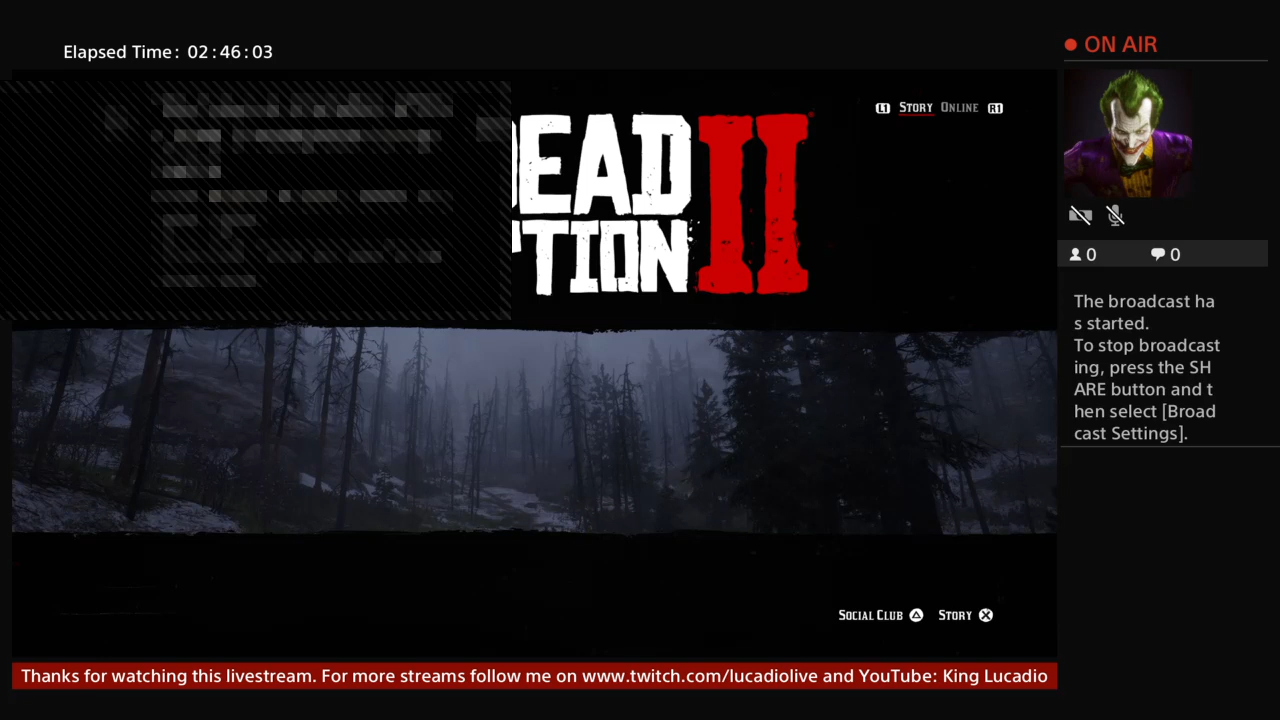 Elapsed Time: 02:46:03
ON AIR
L1 STORY ONLINE R1
EAD II
TION
0 0
The broadcast ha
s started.
To stop broadcast
ing, press the SH
ARE button and t
hen select [Broad
cast Settings].
SOCIAL CLUB STORY
Thanks for watching this livestream. For more streams follow me on www.twitch.com/lucadiolive and YouTube: King Lucadio